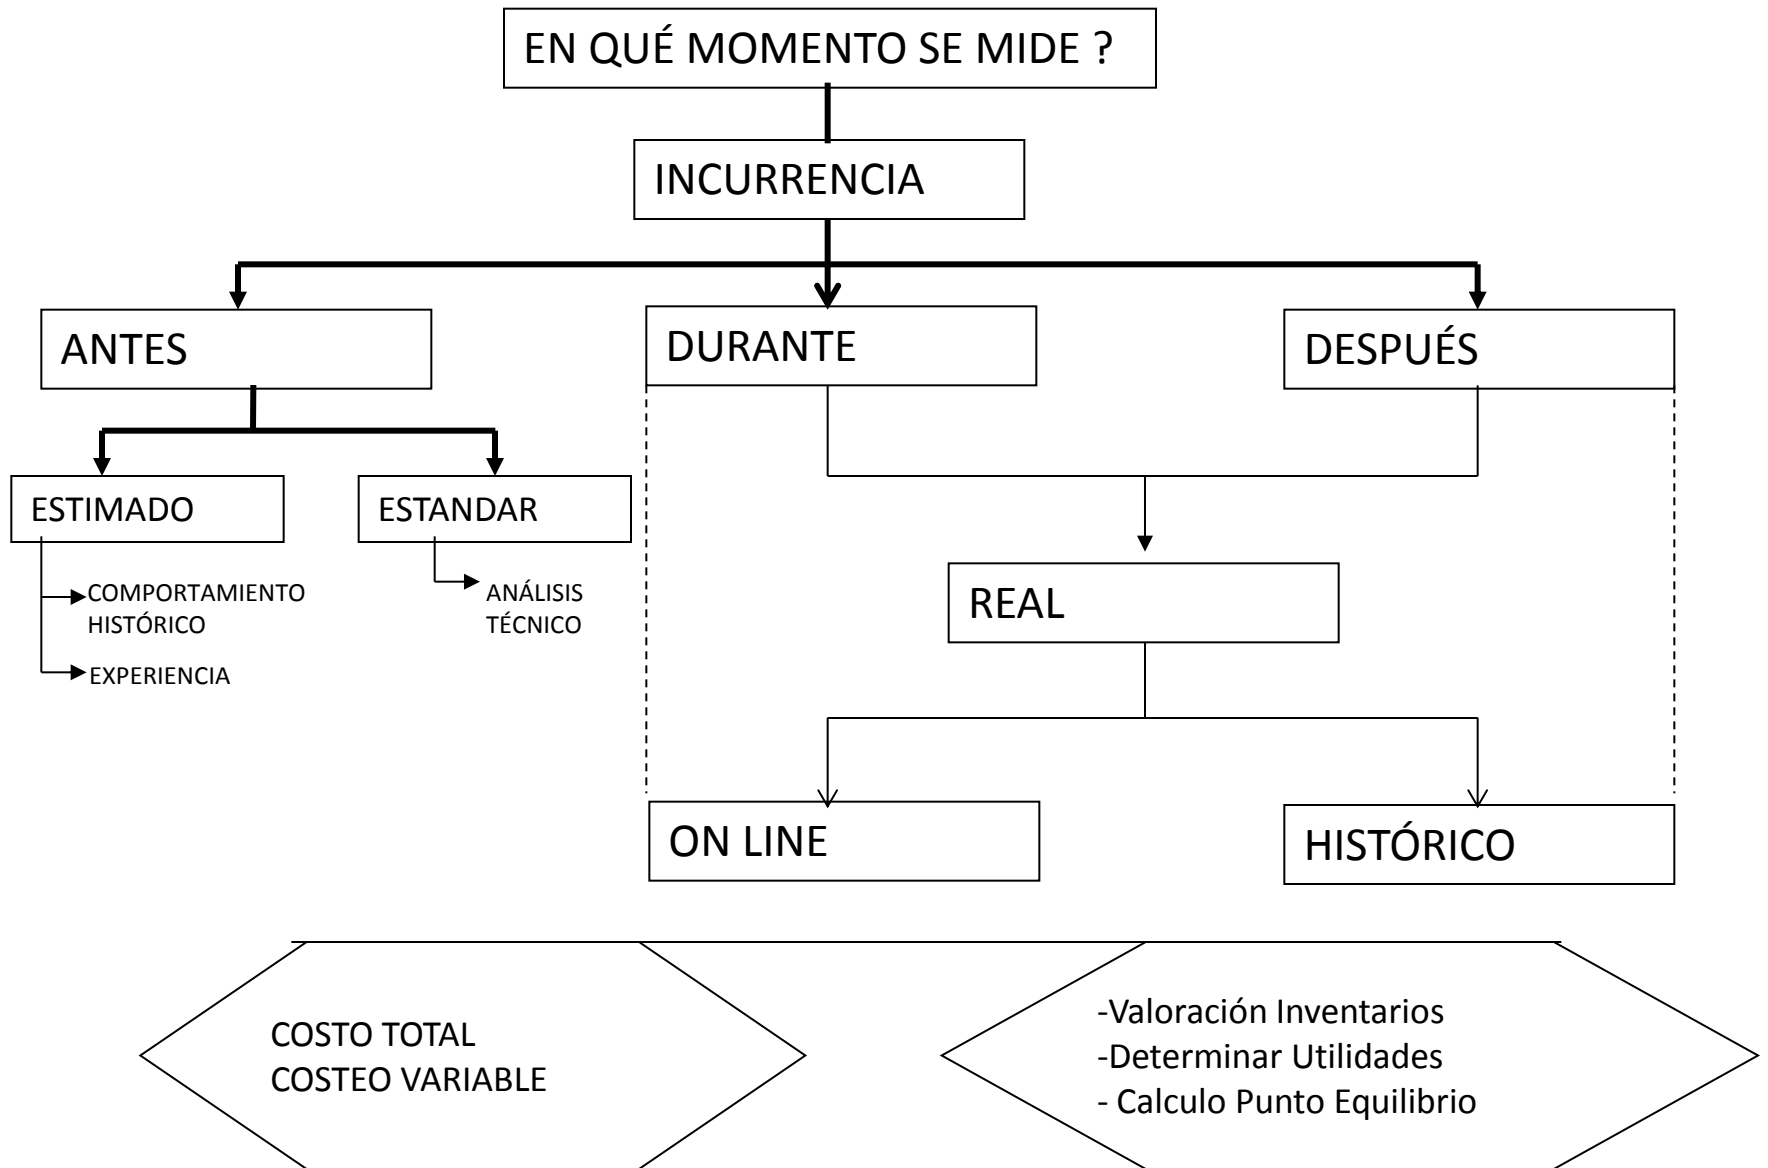 EN QUÉ MOMENTO SE MIDE ?
INCURRENCIA
ANTES
DURANTE
DESPUÉS
ESTIMADO
ESTANDAR
COMPORTAMIENTO
HISTÓRICO
EXPERIENCIA
ANÁLISIS
TÉCNICO
REAL
ON LINE
HISTÓRICO
COSTO TOTAL
COSTEO VARIABLE
-Valoración Inventarios
-Determinar Utilidades
- Calculo Punto Equilibrio